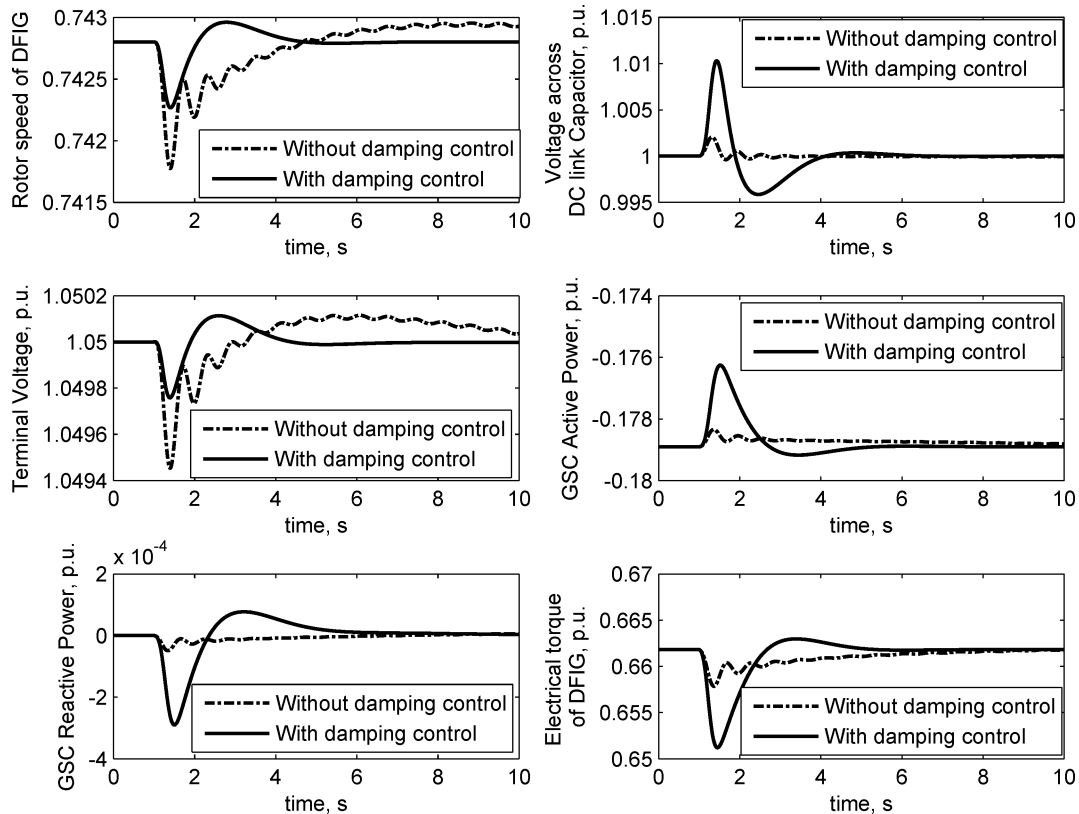 Rotor speed of DFIG
0.743
0.7425
0.742
0.7415
Without damping control
With damping control
0 2 4 6 8 10
time, s
Voltage across
DC link Capacitor, p.u.
1.015
1.01
1.005
1
0.995
Without damping control
With damping control
0 2 4 6 8 10
time, s
Terminal Voltage, p.u.
1.0502
1.05
1.0498
1.0496
1.0494
Without damping control
With damping control
0 2 4 6 8 10
time, s
GSC Active Power, p.u.
-0.174
-0.176
-0.178
-0.18
Without damping control
With damping control
0 2 4 6 8 10
time, s
GSC Reactive Power, p.u.
x 10-4
2
0
-2
-4
Without damping control
With damping control
0 2 4 6 8 10
time, s
Electrical torque
of DFIG, p.u.
0.67
0.665
0.66
0.655
0.65
Without damping control
With damping control
0 2 4 6 8 10
time, s